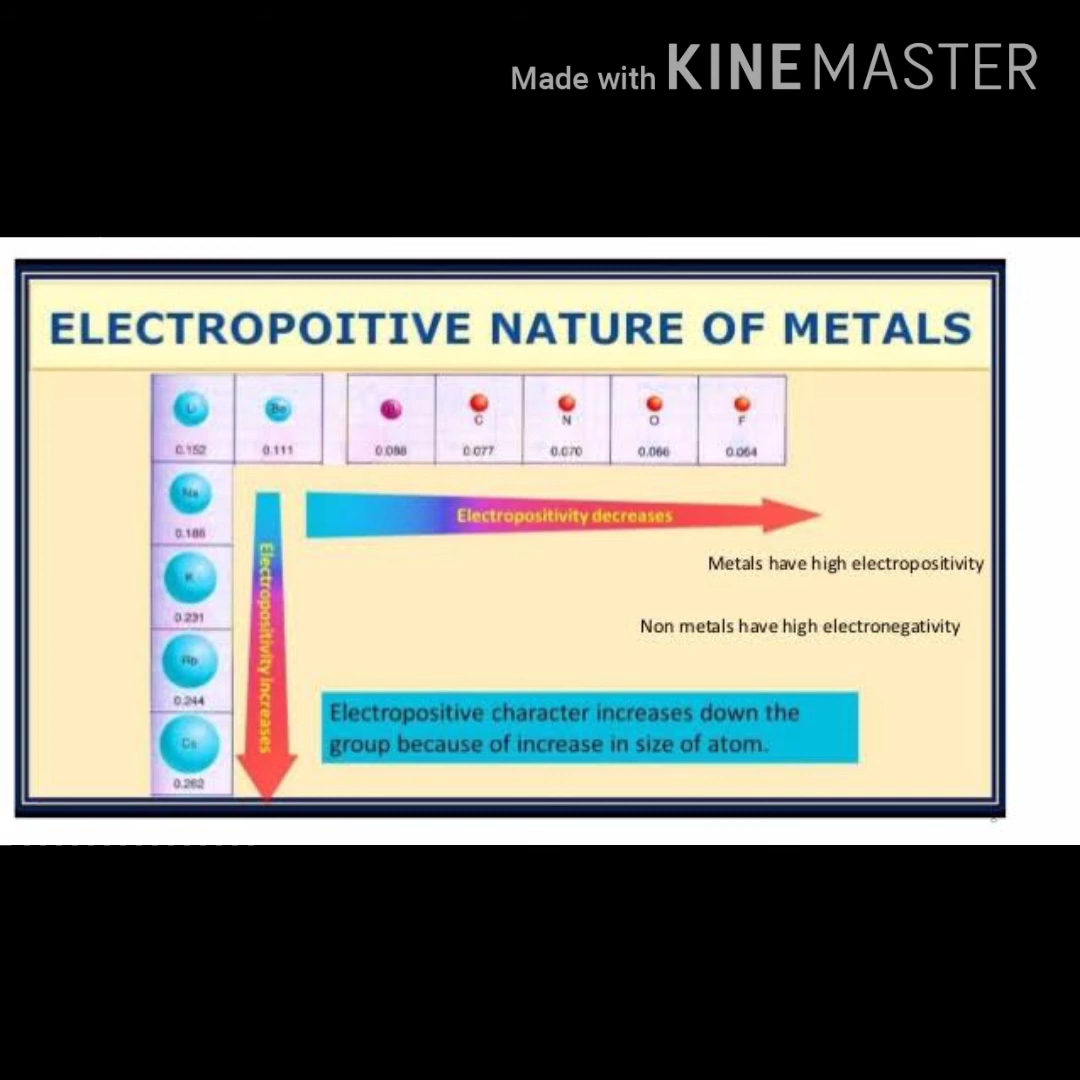 Made with KINEMASTER
ELECTROPOITIVE NATURE OF METALS
Li Be B C N O F
0.152 0.111 0.088 0.077 0.070 0.066 0.064
Na
0.186
Electropositivity decreases
Electropositivity increases
Metals have high electropositivity
K
0.231
Non metals have high electronegativity
Rb
0.244
Electropositive character increases down the
group because of increase in size of atom.
Cs
0.262